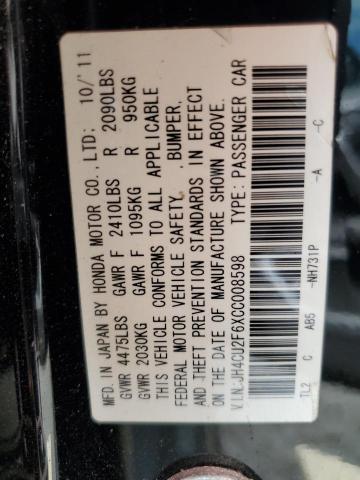 MFD. IN JAPAN BY HONDA MOTOR CO., LTD: 10/'11
GVWR 4475LBS GAWR F 2410LBS R 2090LBS
GVWR 2030KG GAWR F 1095KG R 950KG
THIS VEHICLE CONFORMS TO ALL APPLICABLE
FEDERAL MOTOR VEHICLE SAFETY, BUMPER,
AND THEFT PREVENTION STANDARDS IN EFFECT
ON THE DATE OF MANUFACTURE SHOWN ABOVE.
V.I.N.: JH4CU2F6XCC008598 TYPE: PASSENGER CAR
TL2 C AB5 -NH731P -A -C